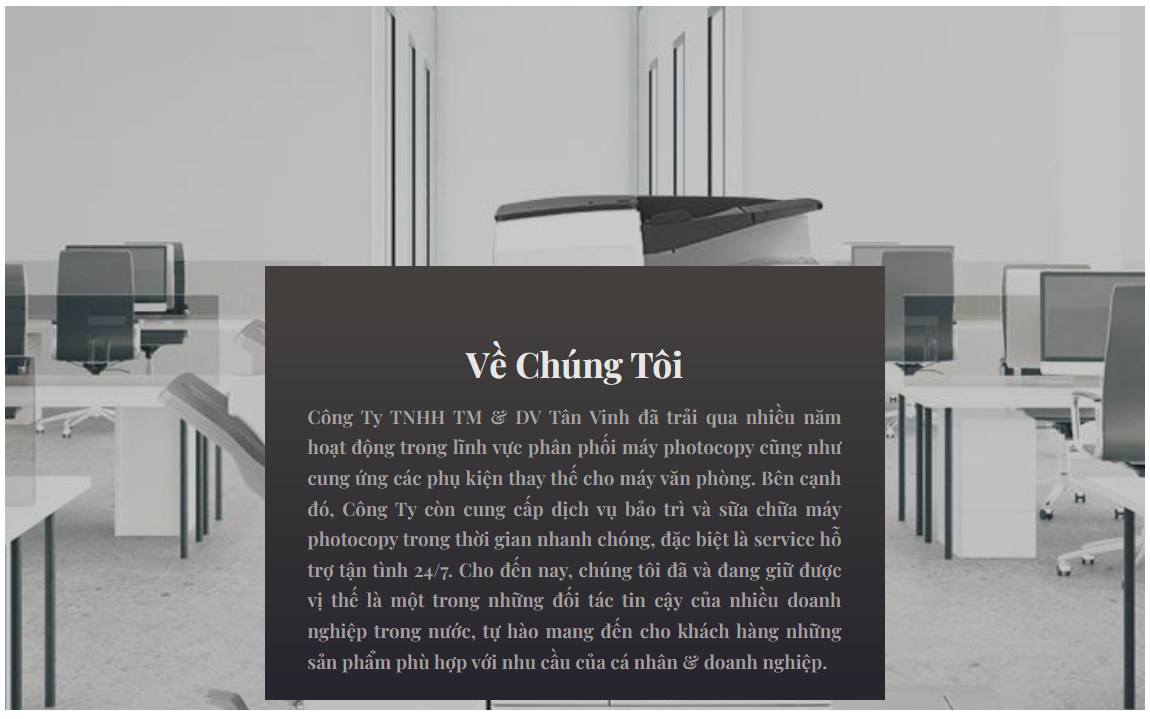 Về Chúng Tôi
Công Ty TNHH TM & DV Tân Vinh đã trải qua nhiều năm
hoạt động trong lĩnh vực phân phối máy photocopy cũng như
cung ứng các phụ kiện thay thế cho máy văn phòng. Bên cạnh
đó, Công Ty còn cung cấp dịch vụ bảo trì và sữa chữa máy
photocopy trong thời gian nhanh chóng, đặc biệt là service hỗ
trợ tận tình 24/7. Cho đến nay, chúng tôi đã và đang giữ được
vị thế là một trong những đối tác tin cậy của nhiều doanh
nghiệp trong nước, tự hào mang đến cho khách hàng những
sản phẩm phù hợp với nhu cầu của cá nhân & doanh nghiệp.